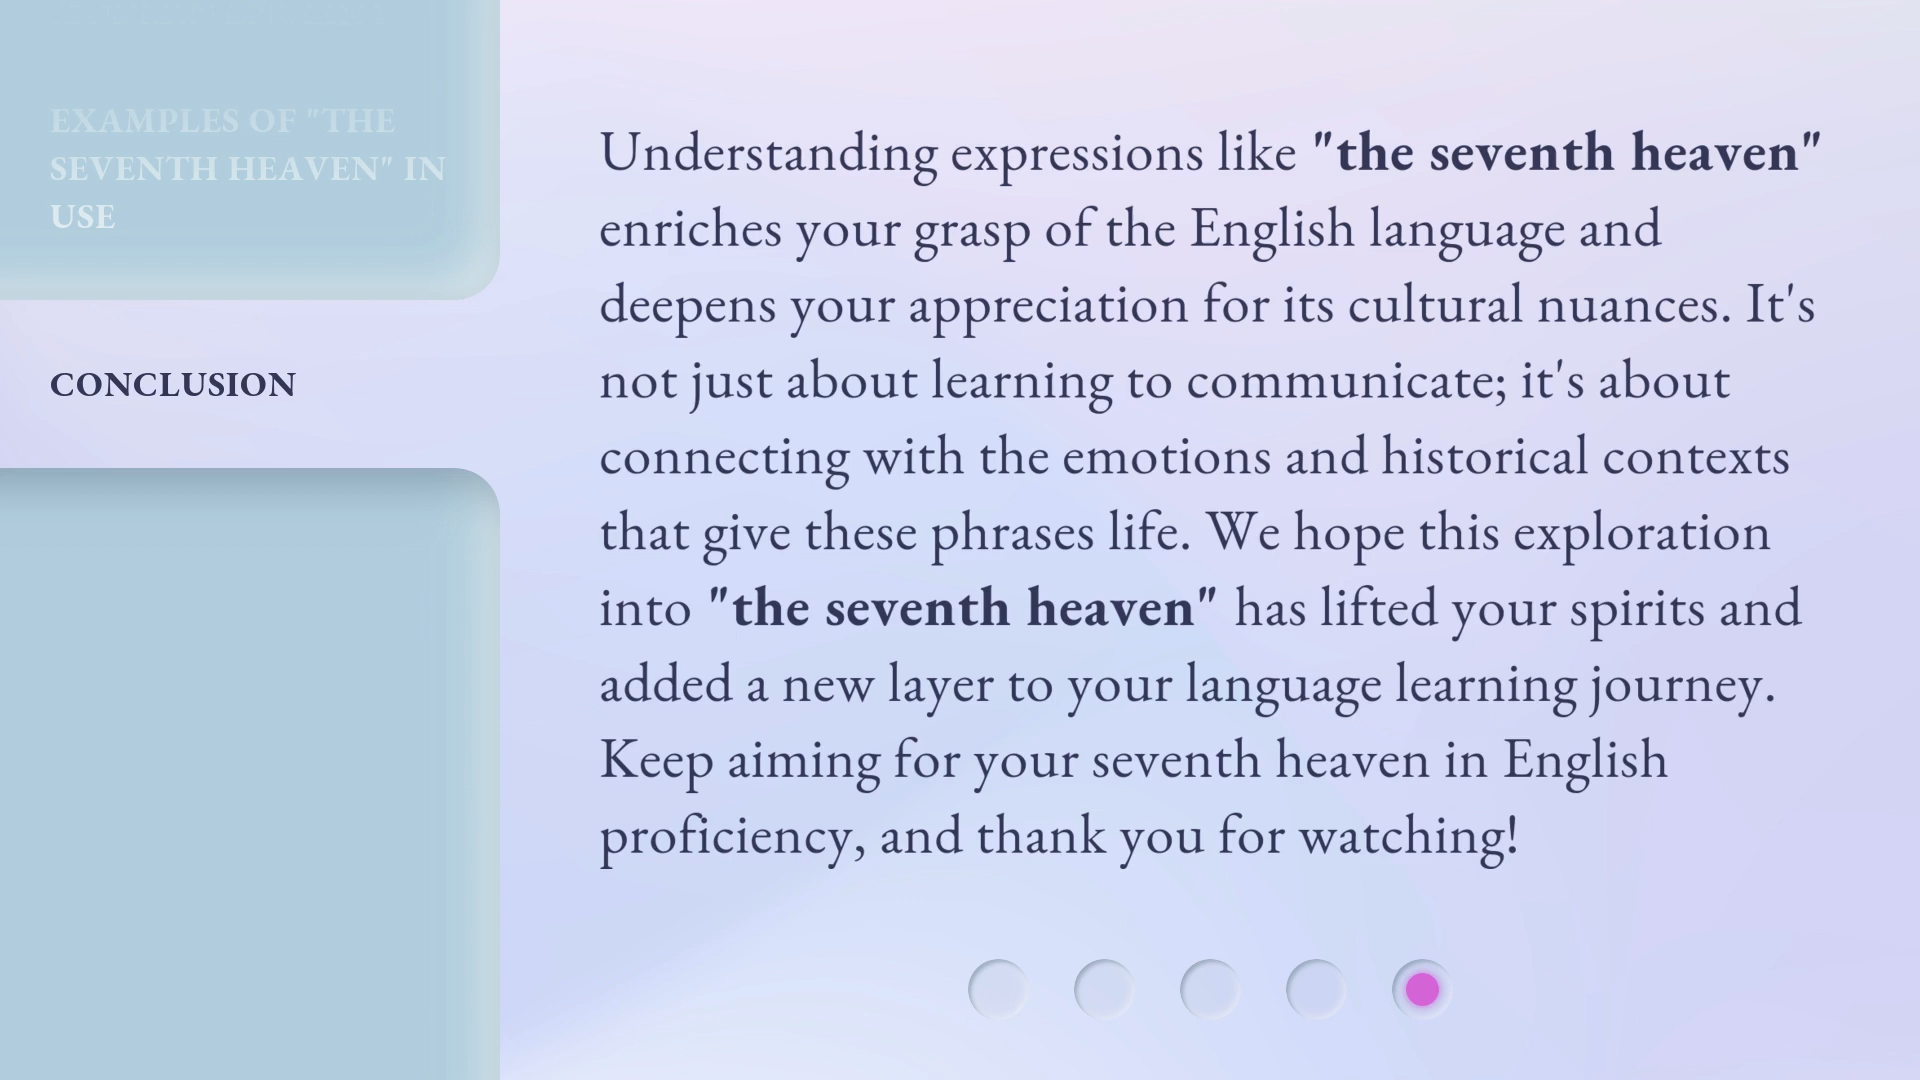 EXAMPLES OF "THE
SEVENTH HEAVEN" IN
USE
CONCLUSION
Understanding expressions like "the seventh heaven"
enriches your grasp of the English language and
deepens your appreciation for its cultural nuances. It's
not just about learning to communicate; it's about
connecting with the emotions and historical contexts
that give these phrases life. We hope this exploration
into "the seventh heaven" has lifted your spirits and
added a new layer to your language learning journey.
Keep aiming for your seventh heaven in English
proficiency, and thank you for watching!